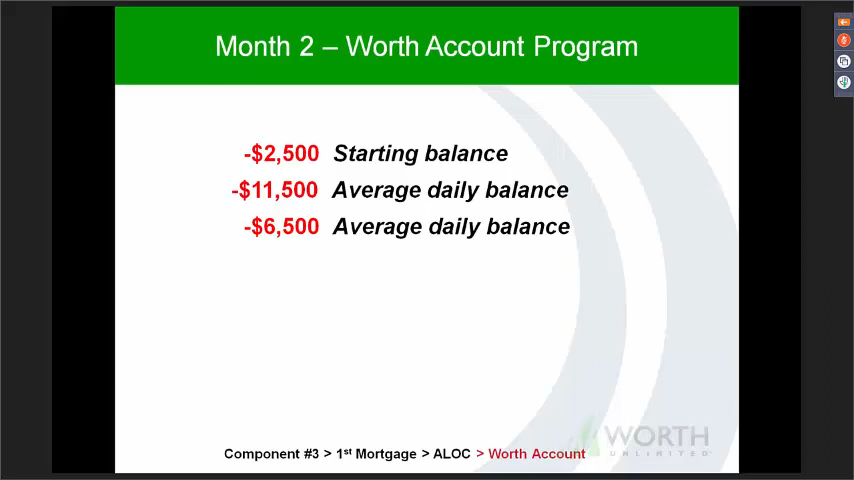 Month 2 – Worth Account Program
-$2,500 Starting balance
-$11,500 Average daily balance
-$6,500 Average daily balance
WORTH
UNLIMITED
Component #3 > 1st Mortgage > ALOC > Worth Account